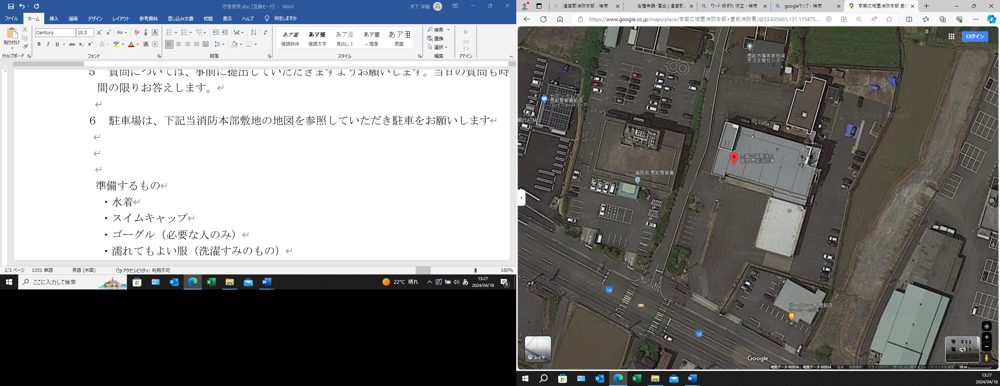 庁舎見学.doc [互換モード] - Word
木下 洋樹
ファイル ホーム 挿入 描画 デザイン レイアウト 参考資料 差し込み文書 校閲 表示 ヘルプ 何をしますか
貼り付け
クリップボード
Century 10.5
フォント
段落
あア亜 あア亜 あア亜 あア亜 あア亜
強調斜体 強調太字 見出し 1 標準 表題
スタイル
検索
置換
選択
編集
アドイン
アドイン
5 質問については、事前に提出していただきますようお願いします。当日の質問も時
間の限りお答えします。
6 駐車場は、下記当消防本部敷地の地図を参照していただき駐車をお願いします
準備するもの
・水着
・スイムキャップ
・ゴーグル（必要な人のみ）
・濡れてもよい服（洗濯すみのもの）
2/3 ページ 1051 単語 英語 (米国) アクセシビリティ: 利用不可 180%
ここに入力して検索
22°C 晴れ
あ
13:27
2024/04/18
3
遠賀郡消防本部 - 検索
各種申請・届出 | 遠賀郡
ワード 段ずれ 修正 - 検索
googleマップ - 検索
京築広域圏消防本部 豊
https://www.google.co.jp/maps/place/京築広域圏消防本部+豊前消防署/@33.605665,131.119475...
ログイン
豊前市障害者地域
生活支援センター
セブン-イレブン
豊前警察署前店
コンビニエンスストア
銀行ATM
京築広域圏消防
本部 豊前消防署
福岡県 豊前警察署
10
10
ラーメン一番 豊前店
ラーメン・お手頃
レイヤ
Google
地図データ ©2024 、地図データ ©2024 日本 利用規約 プライバシー サービスに関するフィードバックを送信 10 m
13:27
2024/04/18